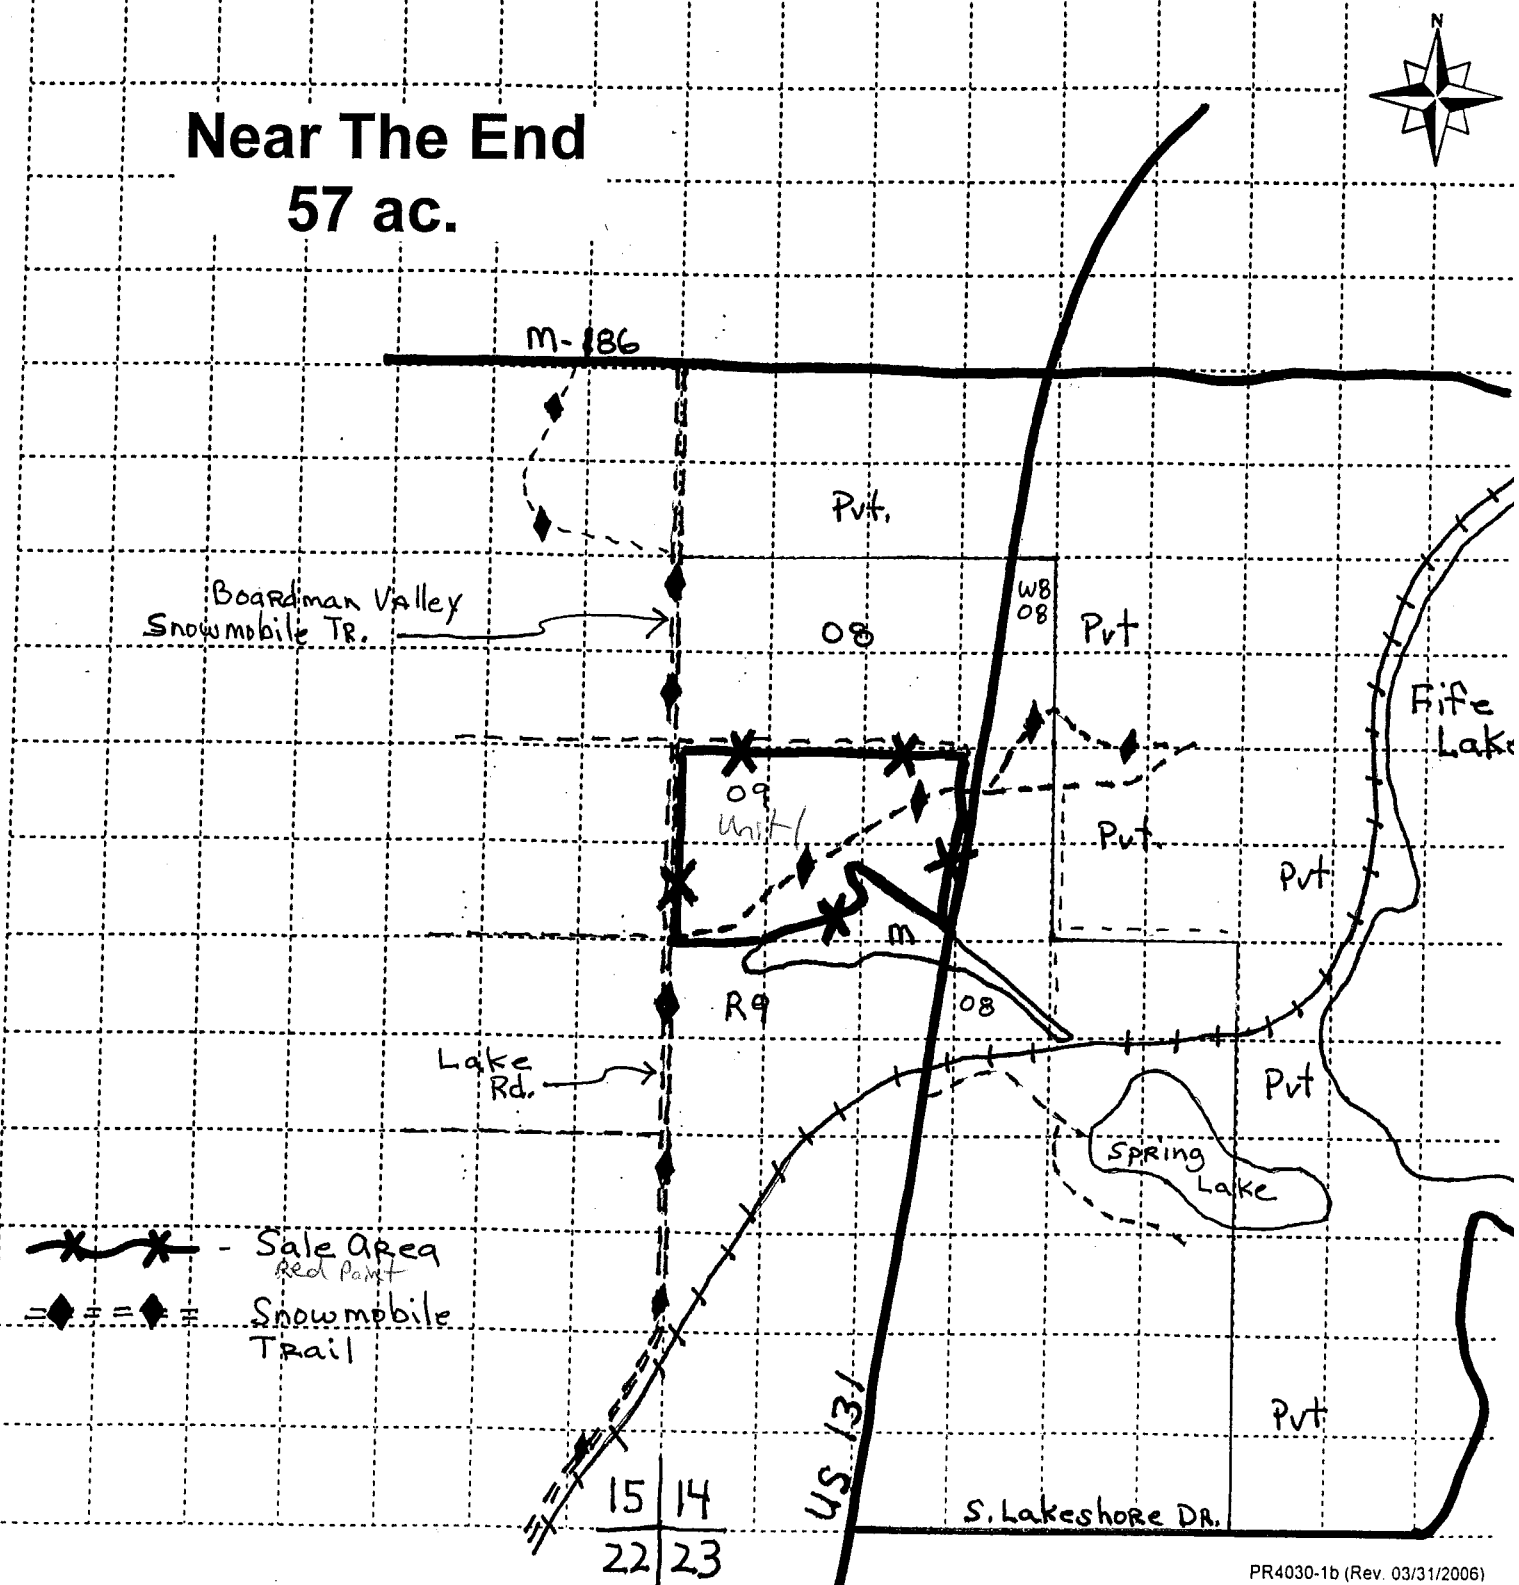 N
Near The End
57 ac.
M-186
Pvt.
Boardman Valley
Snowmobile TR.
W8
08
08
Pvt
Fife
Lake
09
Unit 1
Pvt.
Pvt
M
R9
08
Lake
Rd.
Pvt
Spring
Lake
- Sale Area
Red Paint
Snowmobile
Trail
Pvt
US 131
15 14
22 23
S. Lakeshore DR.
PR4030-1b (Rev. 03/31/2006)